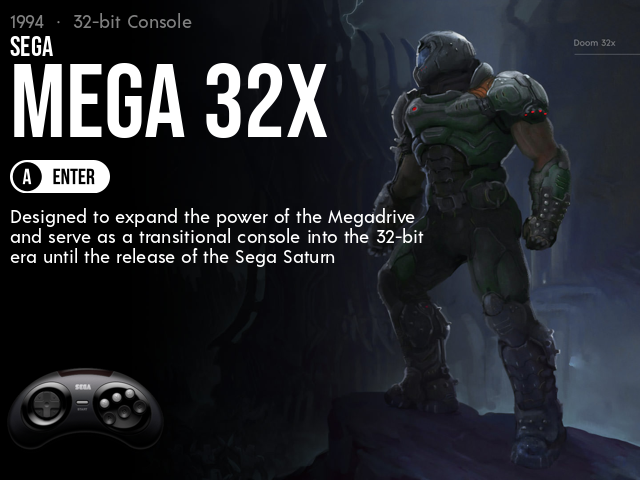 1994 · 32-bit Console
SEGA
MEGA 32X
Doom 32x
A ENTER
Designed to expand the power of the Megadrive
and serve as a transitional console into the 32-bit
era until the release of the Sega Saturn
SEGA